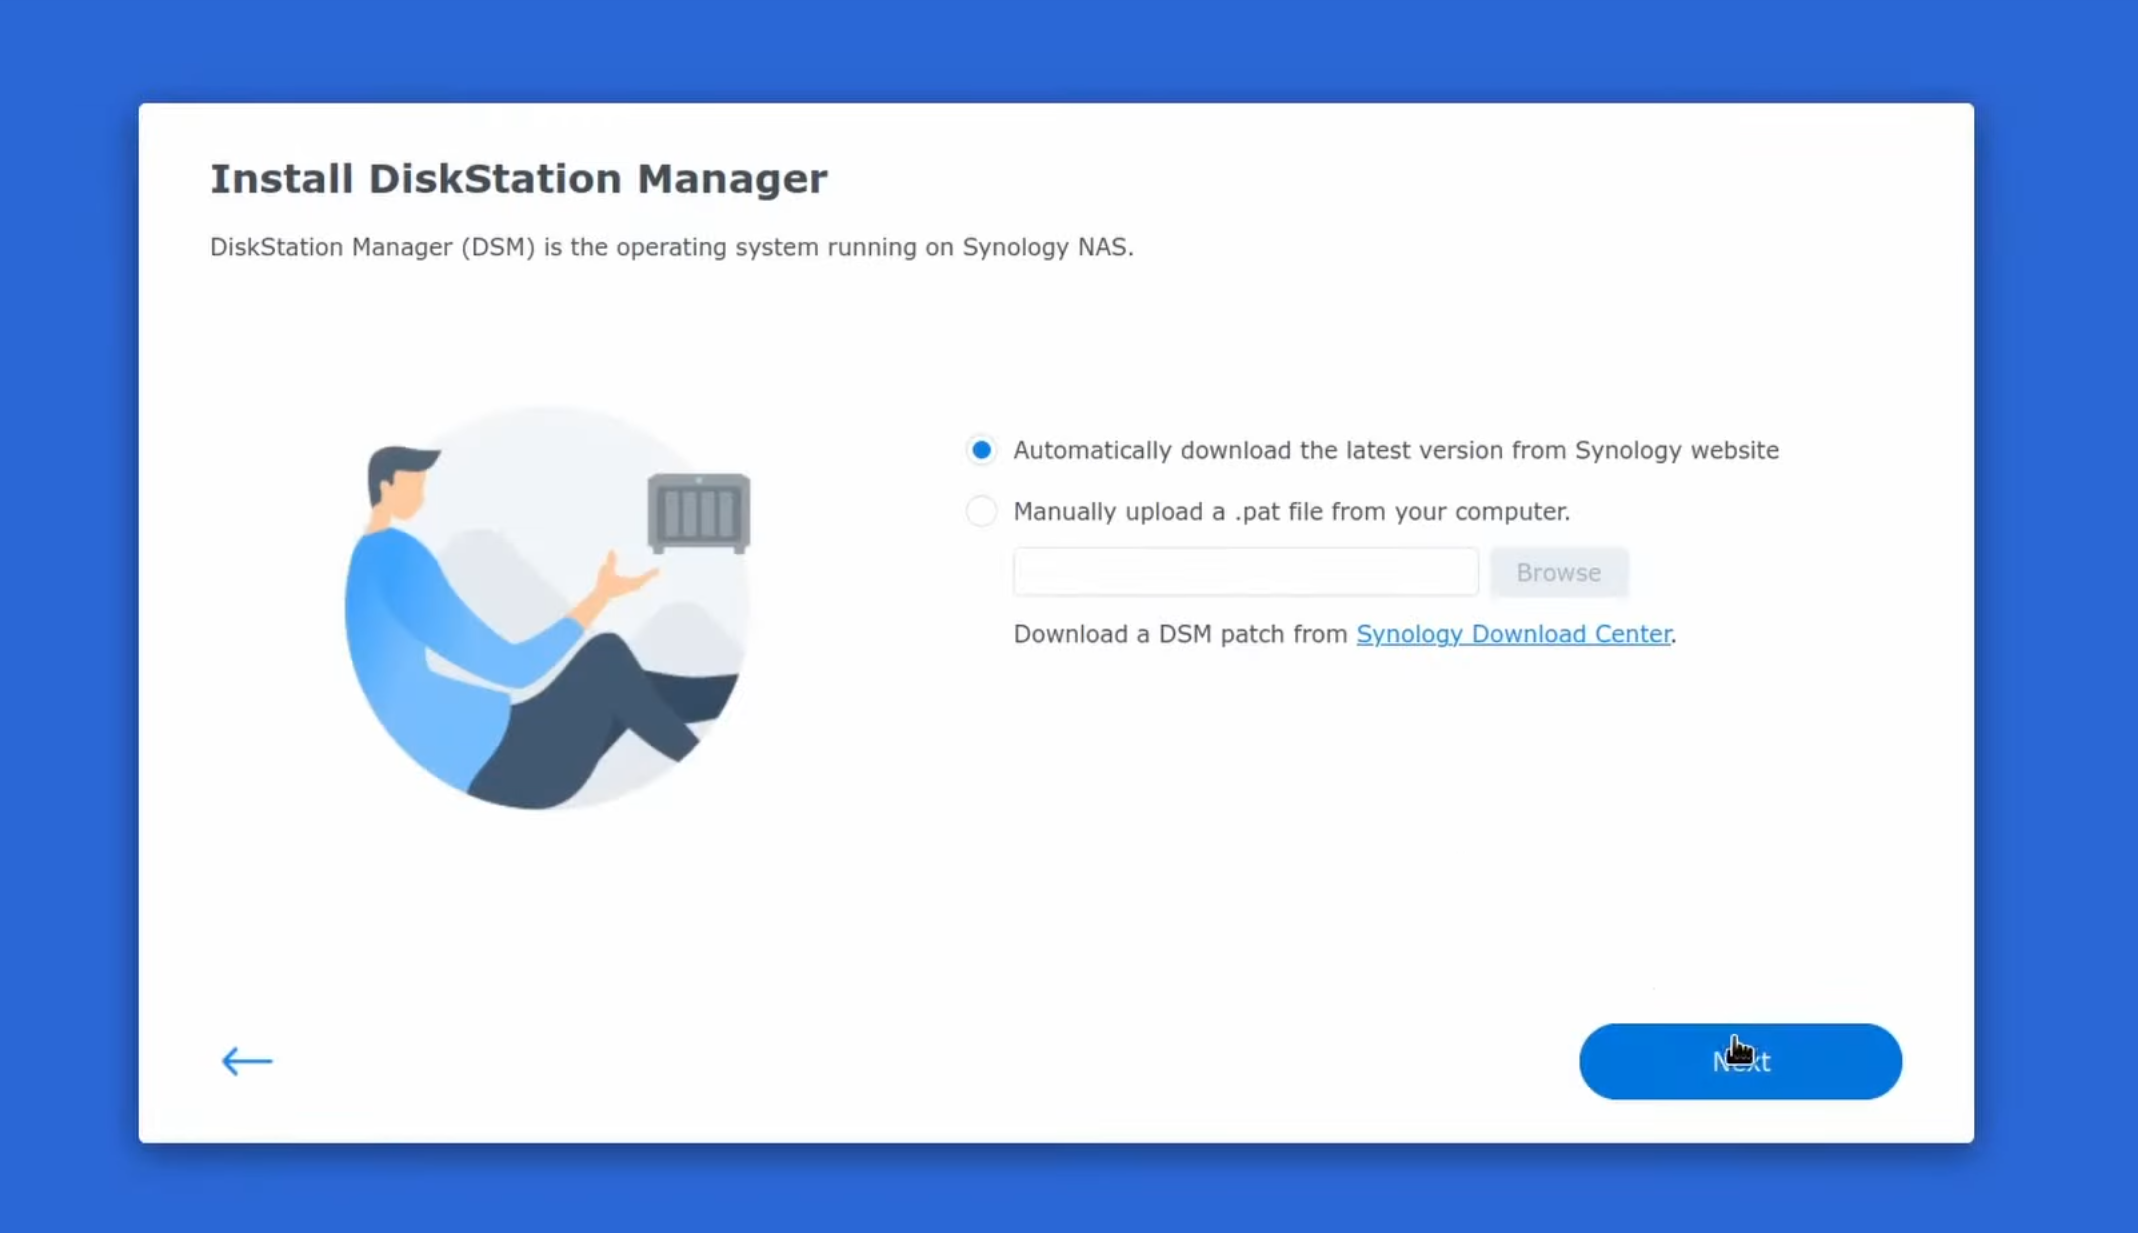 Install DiskStation Manager
DiskStation Manager (DSM) is the operating system running on Synology NAS.
Automatically download the latest version from Synology website
Manually upload a .pat file from your computer.
Browse
Download a DSM patch from Synology Download Center.
Next